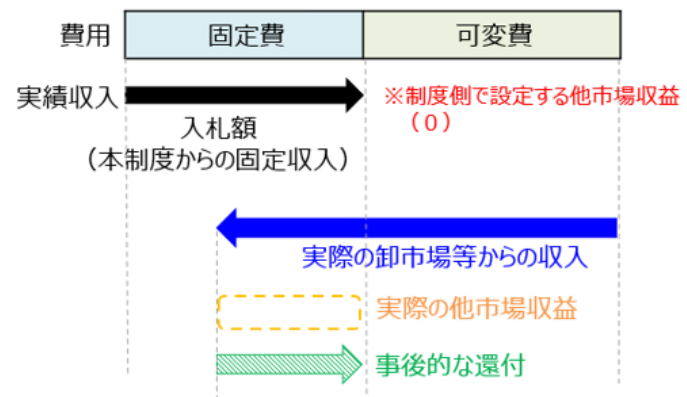 費用 固定費 可変費
実績収入 ※制度側で設定する他市場収益
入札額 （０）
（本制度からの固定収入）
実際の卸市場等からの収入
実際の他市場収益
事後的な還付